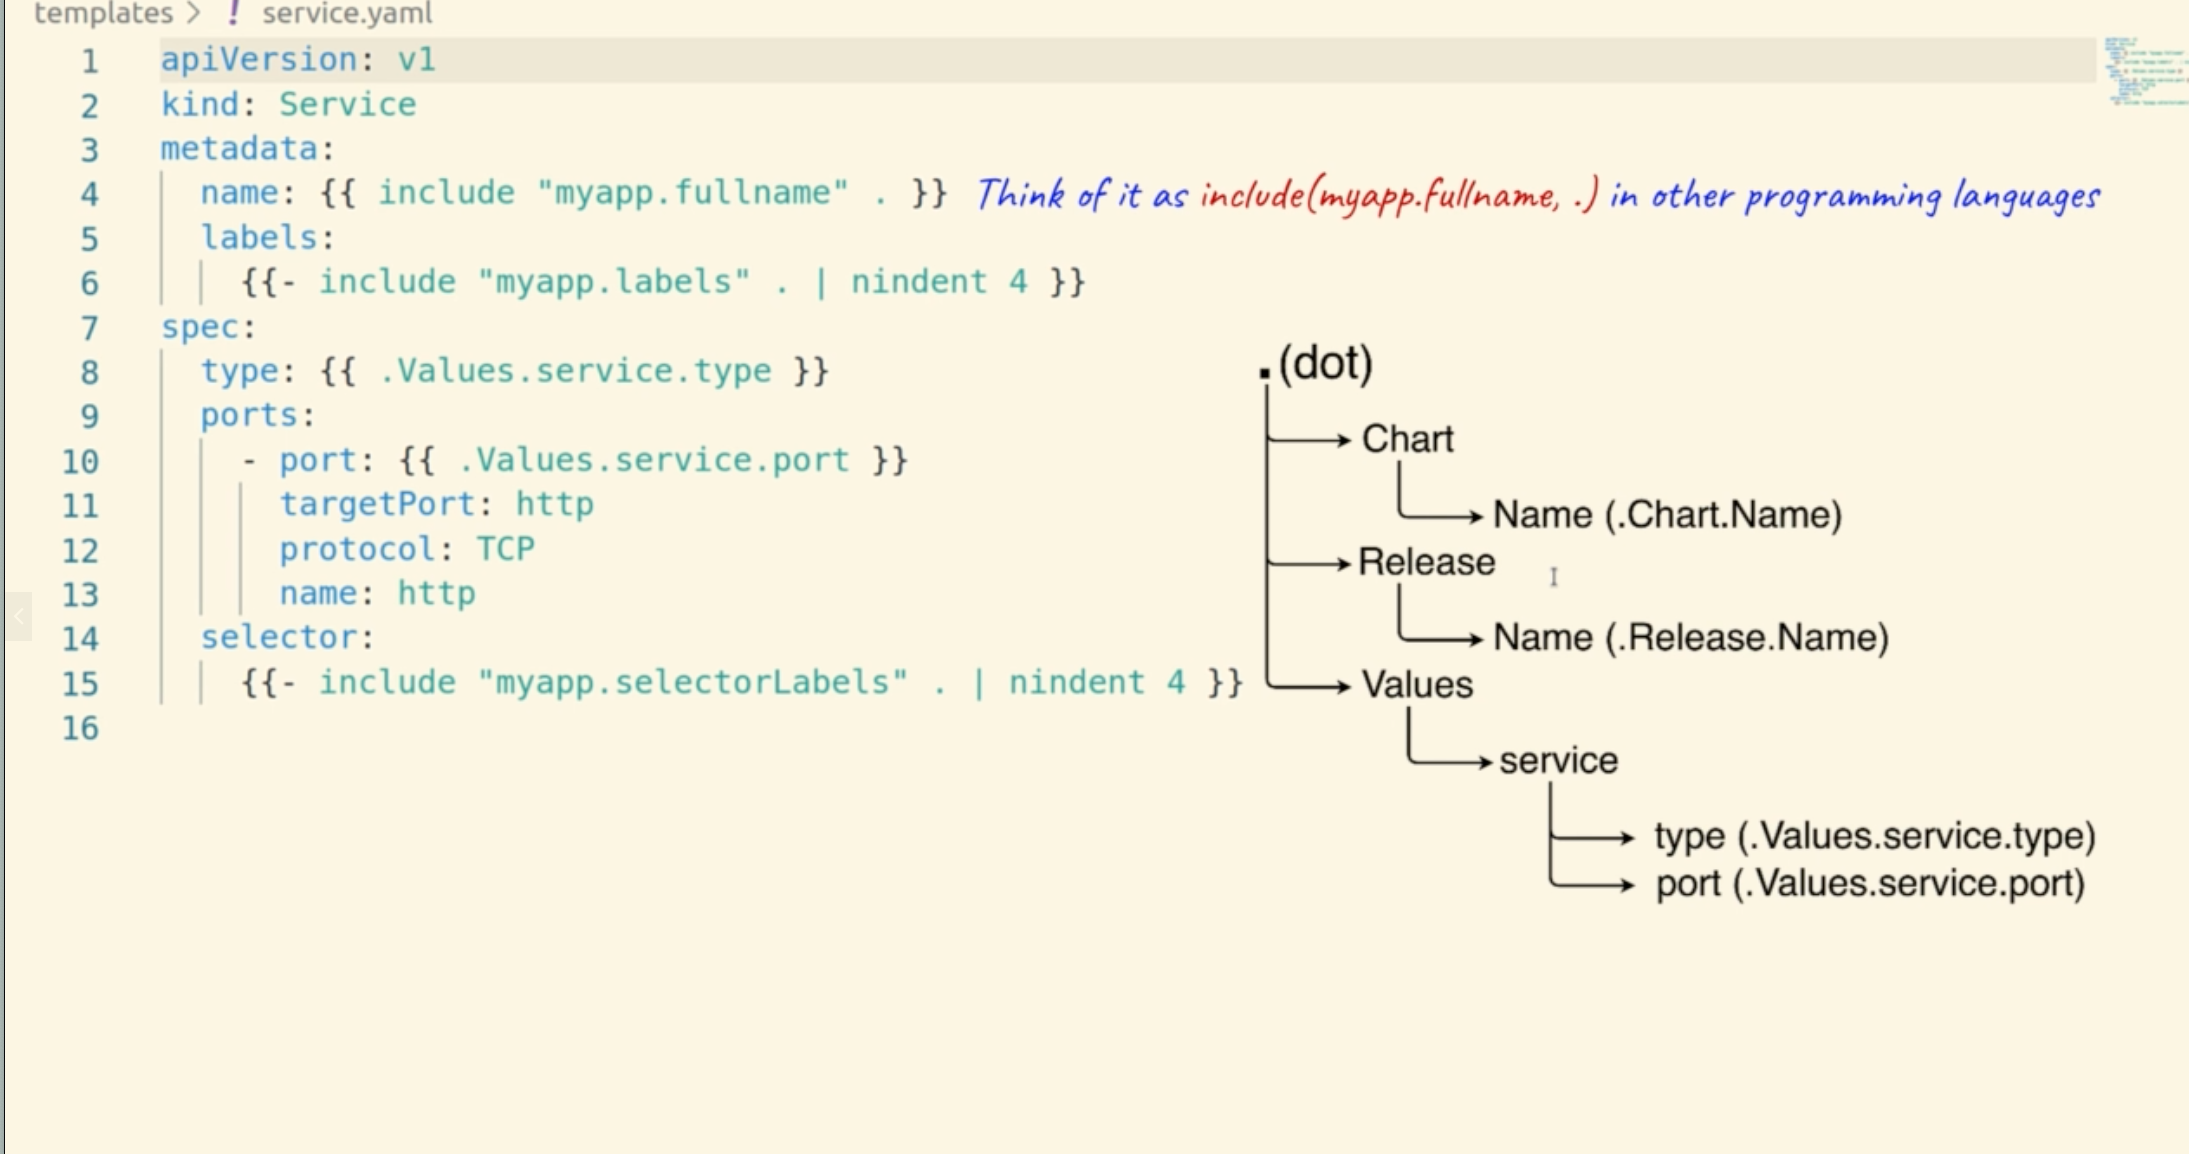 templates > ! service.yaml
1 apiVersion: v1
2 kind: Service
3 metadata:
4   name: {{ include "myapp.fullname" . }} Think of it as include(myapp.fullname, .) in other programming languages
5   labels:
6     {{- include "myapp.labels" . | nindent 4 }}
7 spec:
8   type: {{ .Values.service.type }}
9   ports:
10     - port: {{ .Values.service.port }}
11       targetPort: http
12       protocol: TCP
13       name: http
14   selector:
15     {{- include "myapp.selectorLabels" . | nindent 4 }}
16
. (dot)
Chart
Name (.Chart.Name)
Release
Name (.Release.Name)
Values
service
type (.Values.service.type)
port (.Values.service.port)